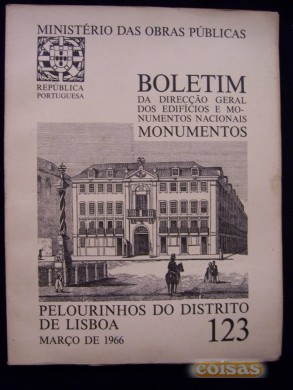 MINISTÉRIO DAS OBRAS PÚBLICAS
REPÚBLICA
PORTUGUESA
BOLETIM
DA DIRECÇÃO GERAL
DOS EDIFÍCIOS E MO-
NUMENTOS NACIONAIS
MONUMENTOS
PELOURINHOS DO DISTRITO
DE LISBOA
MARÇO DE 1966
123
coisas